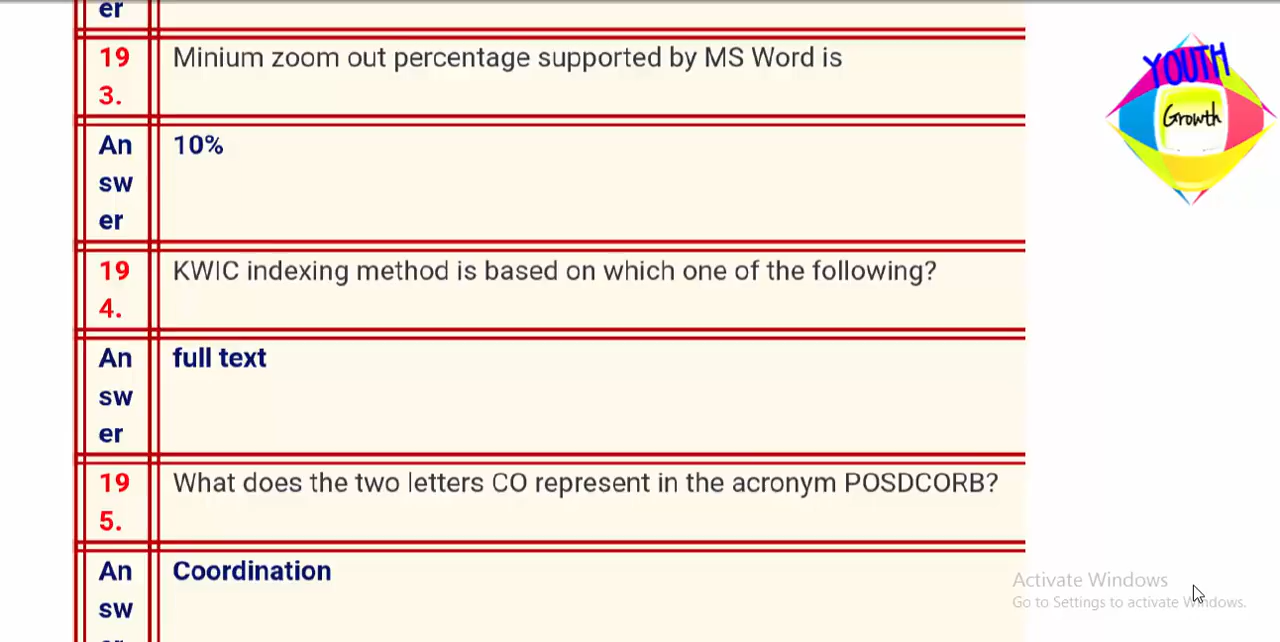 er
19
3.
Minium zoom out percentage supported by MS Word is
An
sw
er
10%
19
4.
KWIC indexing method is based on which one of the following?
An
sw
er
full text
19
5.
What does the two letters CO represent in the acronym POSDCORB?
An
sw
Coordination
YOUTH
Growth
Activate Windows
Go to Settings to activate Windows.